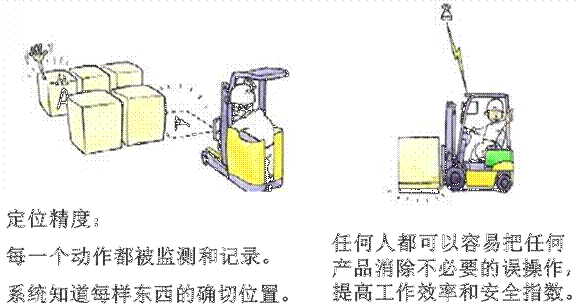 定位精度：
每一个动作都被监测和记录。
系统知道每样东西的确切位置。
任何人都可以容易把任何
产品消除不必要的误操作，
提高工作效率和安全指数。